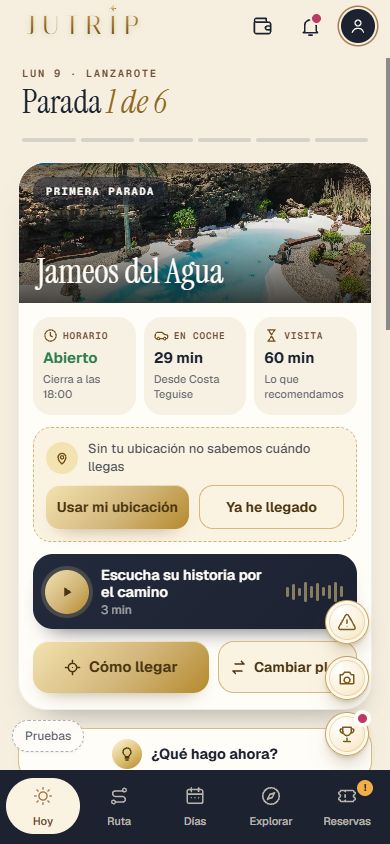 JUTRIP
LUN 9 · LANZAROTE
Parada 1 de 6
PRIMERA PARADA
Jameos del Agua
HORARIO
Abierto
Cierra a las
18:00
EN COCHE
29 min
Desde Costa
Teguise
VISITA
60 min
Lo que
recomendamos
Sin tu ubicación no sabemos cuándo
llegas
Usar mi ubicación
Ya he llegado
Escucha su historia por
el camino
3 min
Cómo llegar
Cambiar
Pruebas
¿Qué hago ahora?
Hoy
Ruta
Días
Explorar
!
Reservas